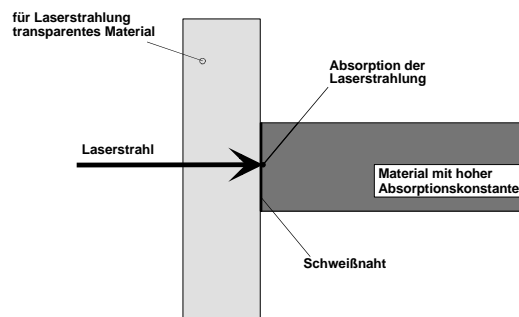 für Laserstrahlung
transparentes Material
Absorption der
Laserstrahlung
Laserstrahl
Material mit hoher
Absorptionskonstante
Schweißnaht